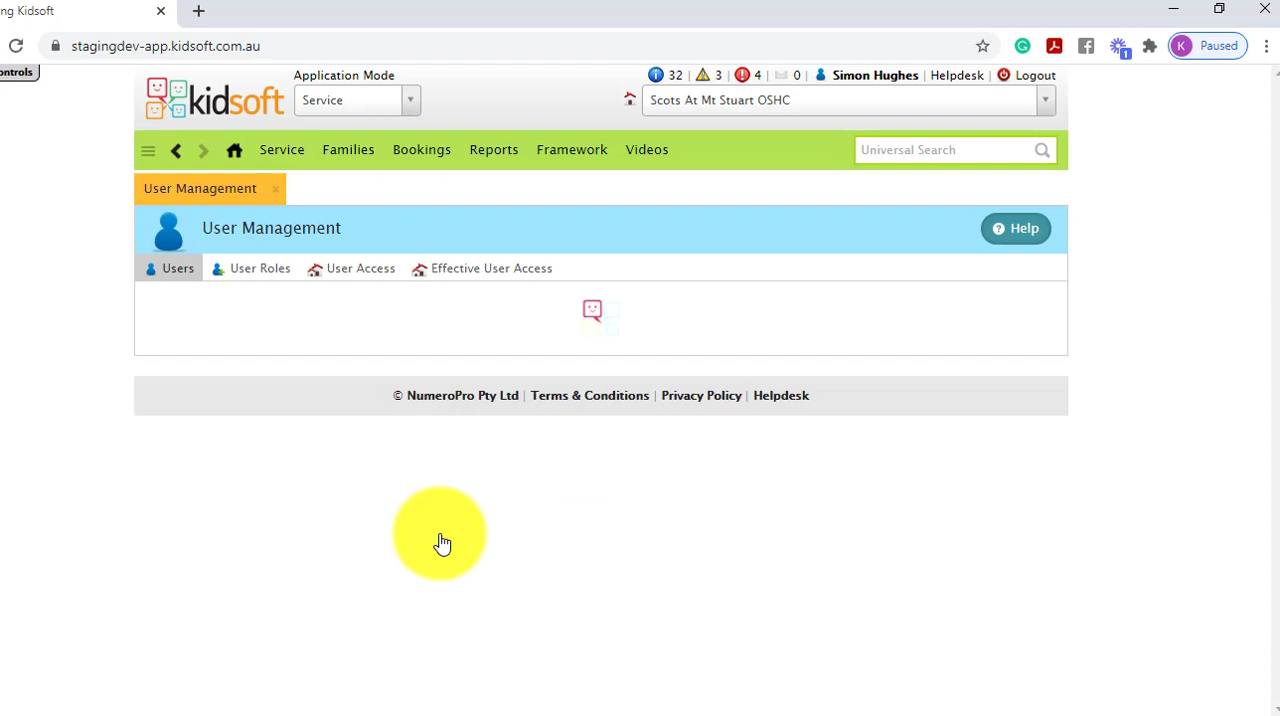 ng Kidsoft
stagingdev-app.kidsoft.com.au
1
K Paused
ontrols
kidsoft
Application Mode
Service
32 3 4 0 Simon Hughes | Helpdesk | Logout
Scots At Mt Stuart OSHC
Service Families Bookings Reports Framework Videos
Universal Search
User Management
User Management
? Help
Users User Roles User Access Effective User Access
© NumeroPro Pty Ltd | Terms & Conditions | Privacy Policy | Helpdesk